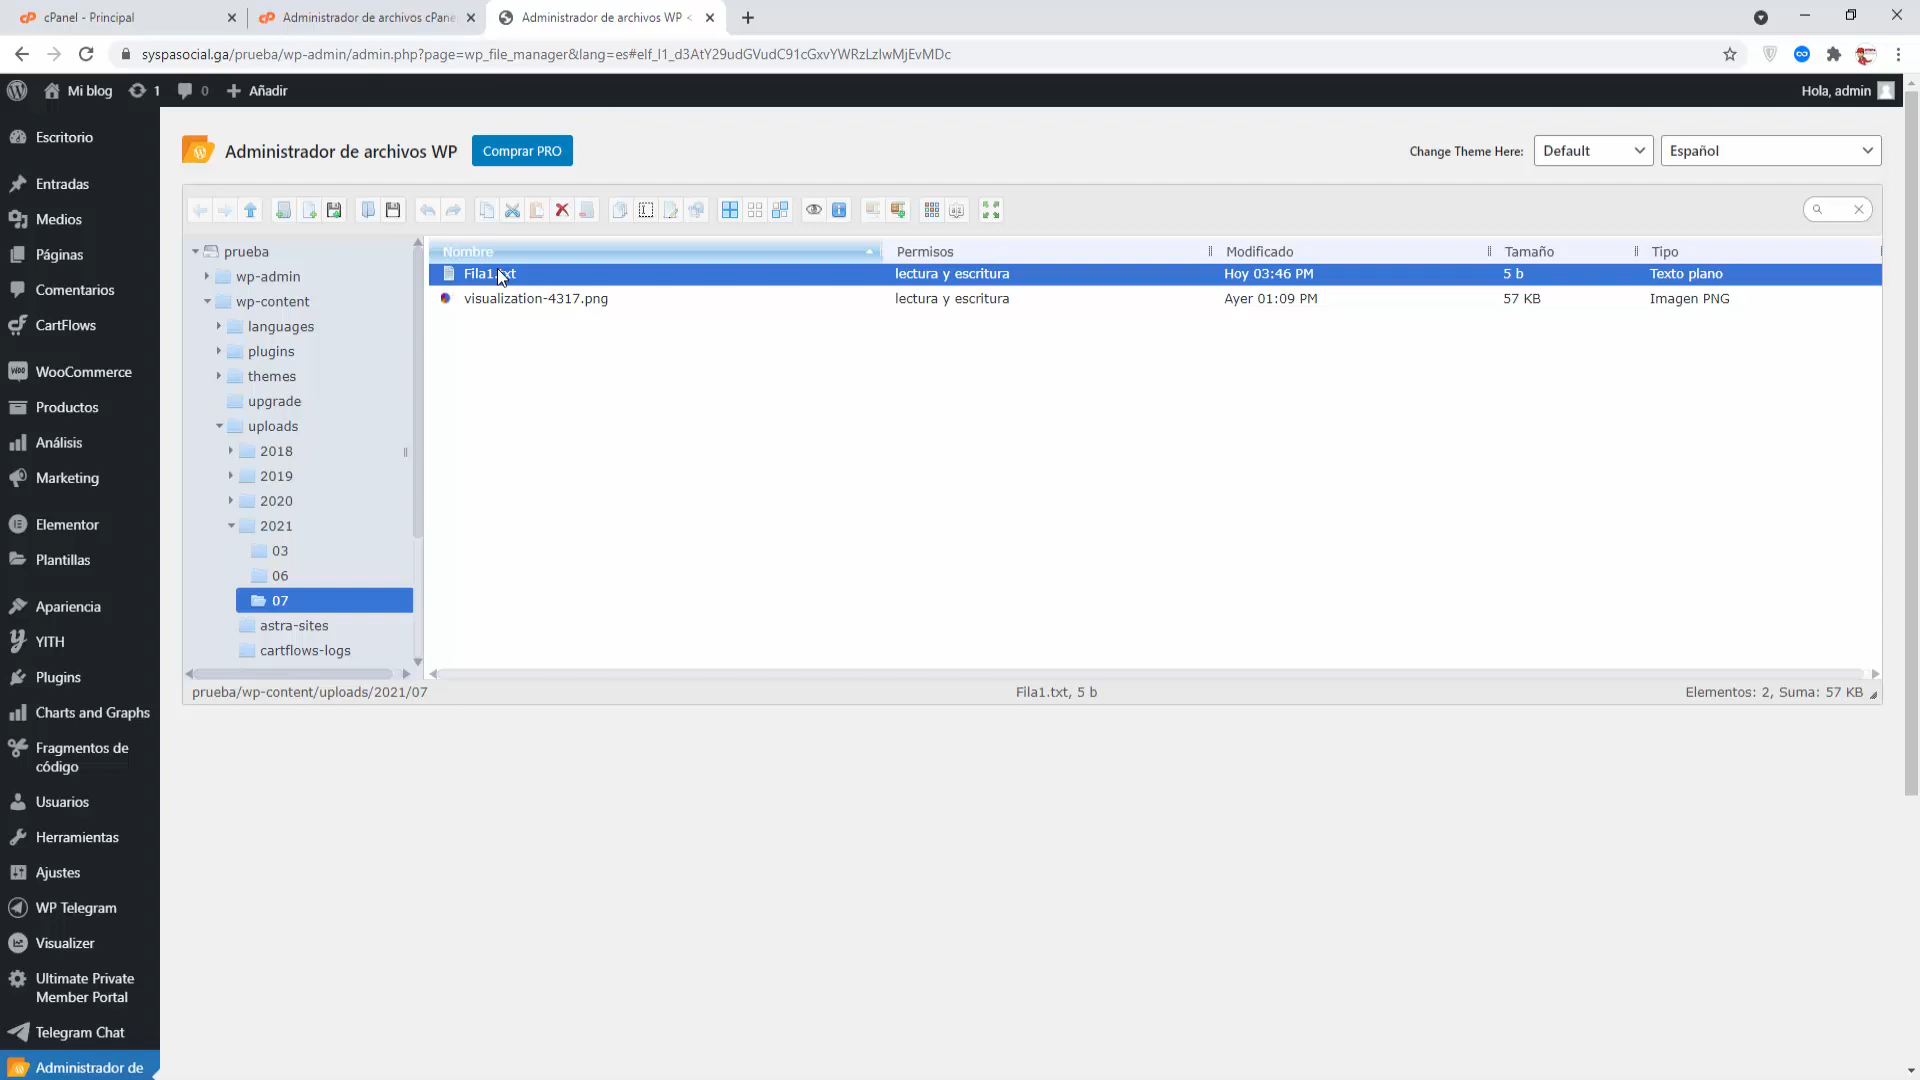 cPanel - Principal
Administrador de archivos cPane
Administrador de archivos WP <
syspasocial.ga/prueba/wp-admin/admin.php?page=wp_file_manager&lang=es#elf_l1_d3AtY29udGVudC91cGxvYWRzLzIwMjEvMDc
Mi blog
1
0
Añadir
Hola, admin
Escritorio
Entradas
Medios
Páginas
Comentarios
CartFlows
WooCommerce
Productos
Análisis
Marketing
Elementor
Plantillas
Apariencia
YITH
Plugins
Charts and Graphs
Fragmentos de
código
Usuarios
Herramientas
Ajustes
WP Telegram
Visualizer
Ultimate Private
Member Portal
Telegram Chat
Administrador de
Administrador de archivos WP
Comprar PRO
Change Theme Here:
Default
Español
prueba
wp-admin
wp-content
languages
plugins
themes
upgrade
uploads
2018
2019
2020
2021
03
06
07
astra-sites
cartflows-logs
Nombre Permisos Modificado Tamaño Tipo
Fila1.txt lectura y escritura Hoy 03:46 PM 5 b Texto plano
visualization-4317.png lectura y escritura Ayer 01:09 PM 57 KB Imagen PNG
prueba/wp-content/uploads/2021/07
Fila1.txt, 5 b
Elementos: 2, Suma: 57 KB